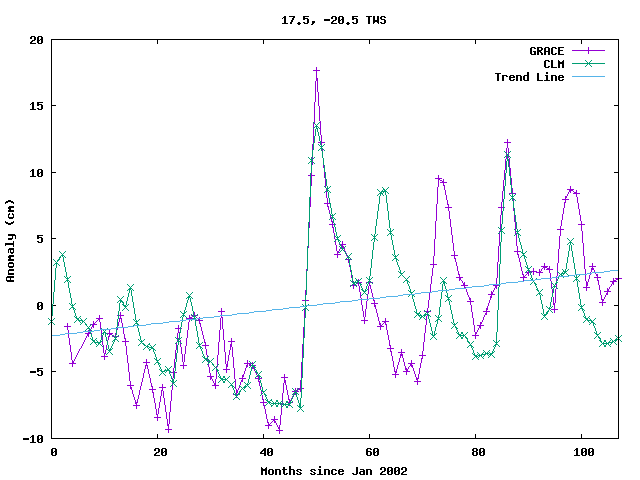 17.5, -20.5 TWS
GRACE
CLM
Trend Line
20
15
10
5
0
-5
-10
Anomaly (cm)
0 20 40 60 80 100
Months since Jan 2002